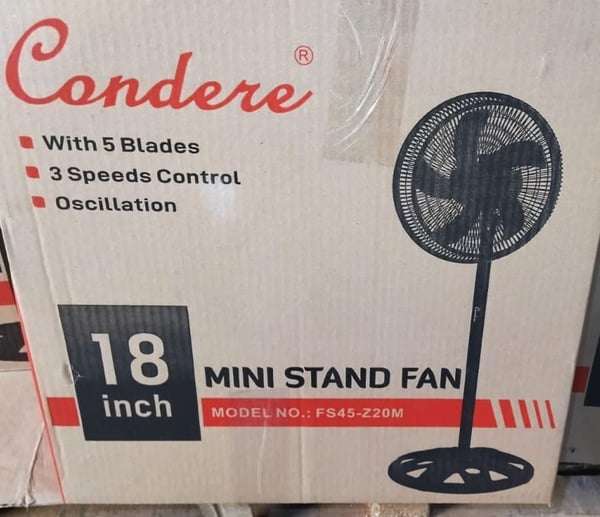 Condere®
With 5 Blades
3 Speeds Control
Oscillation
18
inch
MINI STAND FAN
MODEL NO.: FS45-Z20M